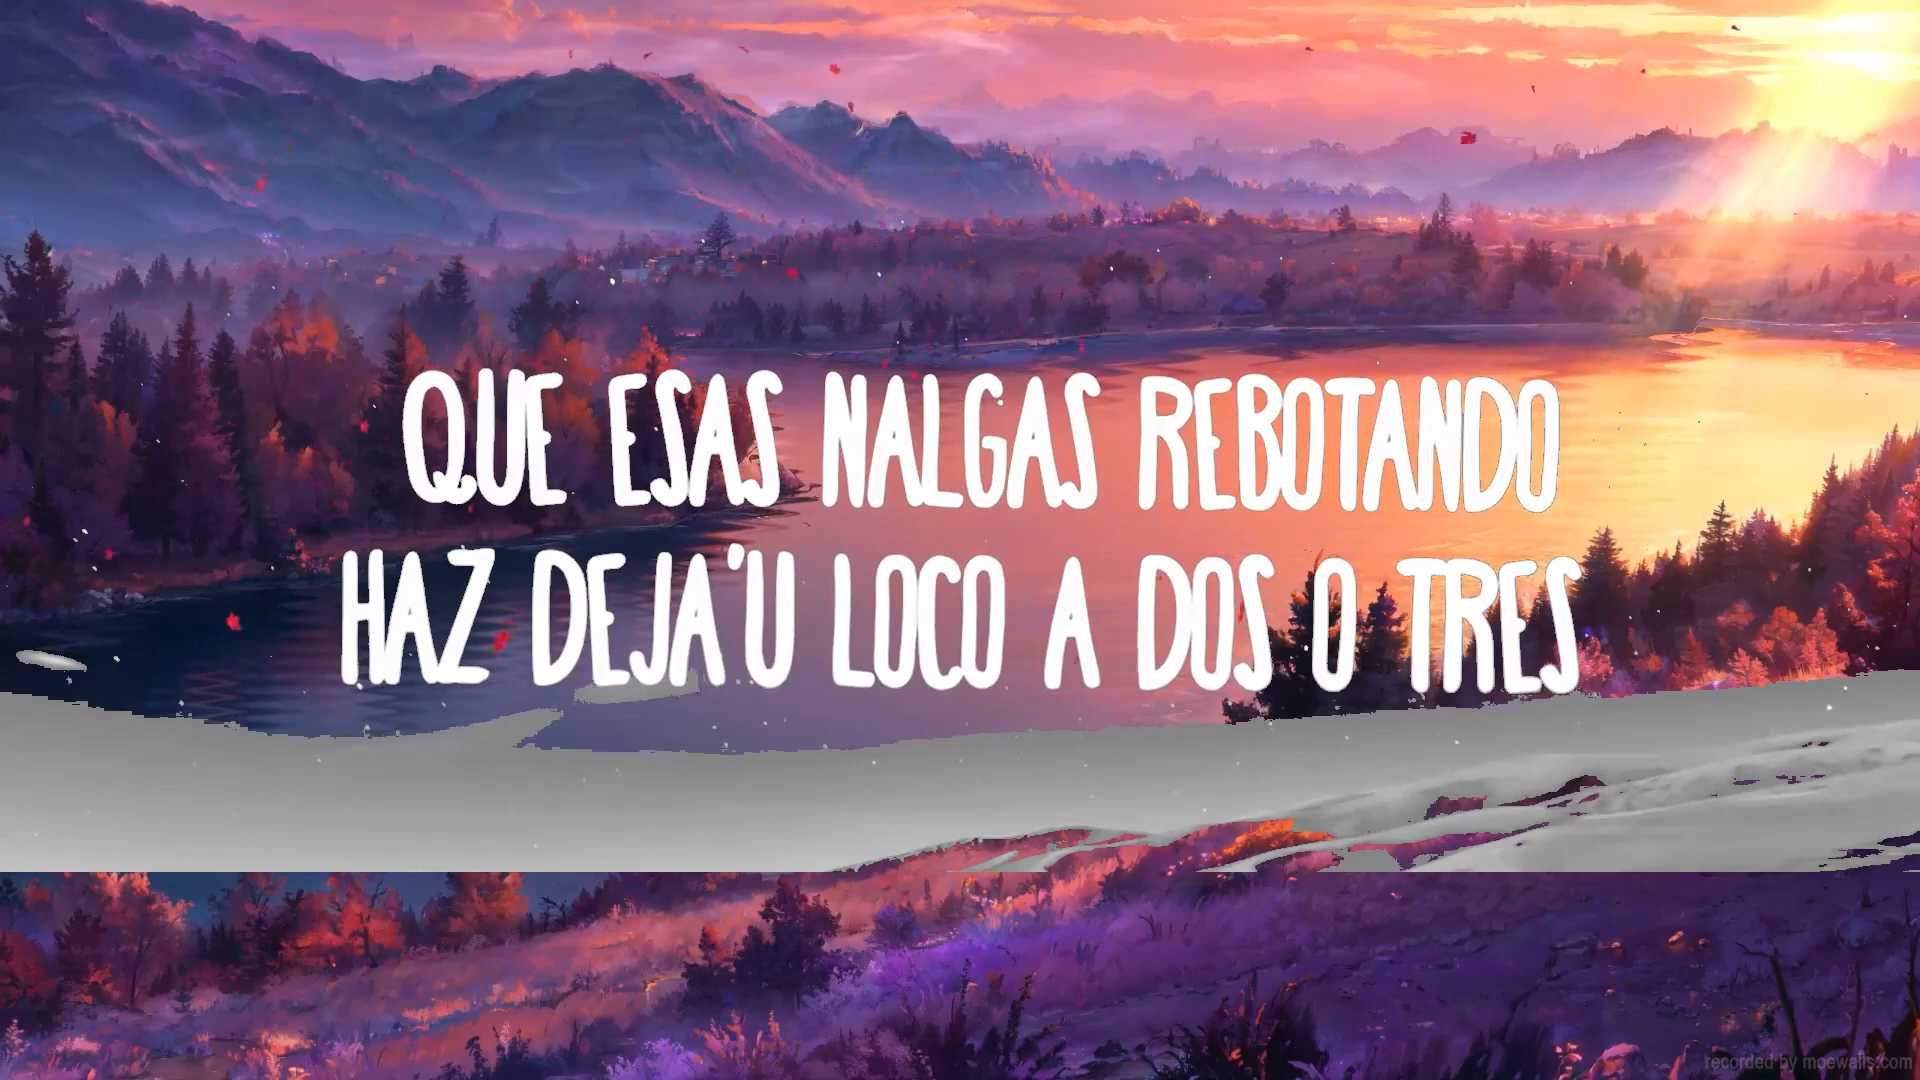 QUE ESAS NALGAS REBOTANDO
HAZ DEJA'U LOCO A DOS O TRES
recorded by moewalls.com